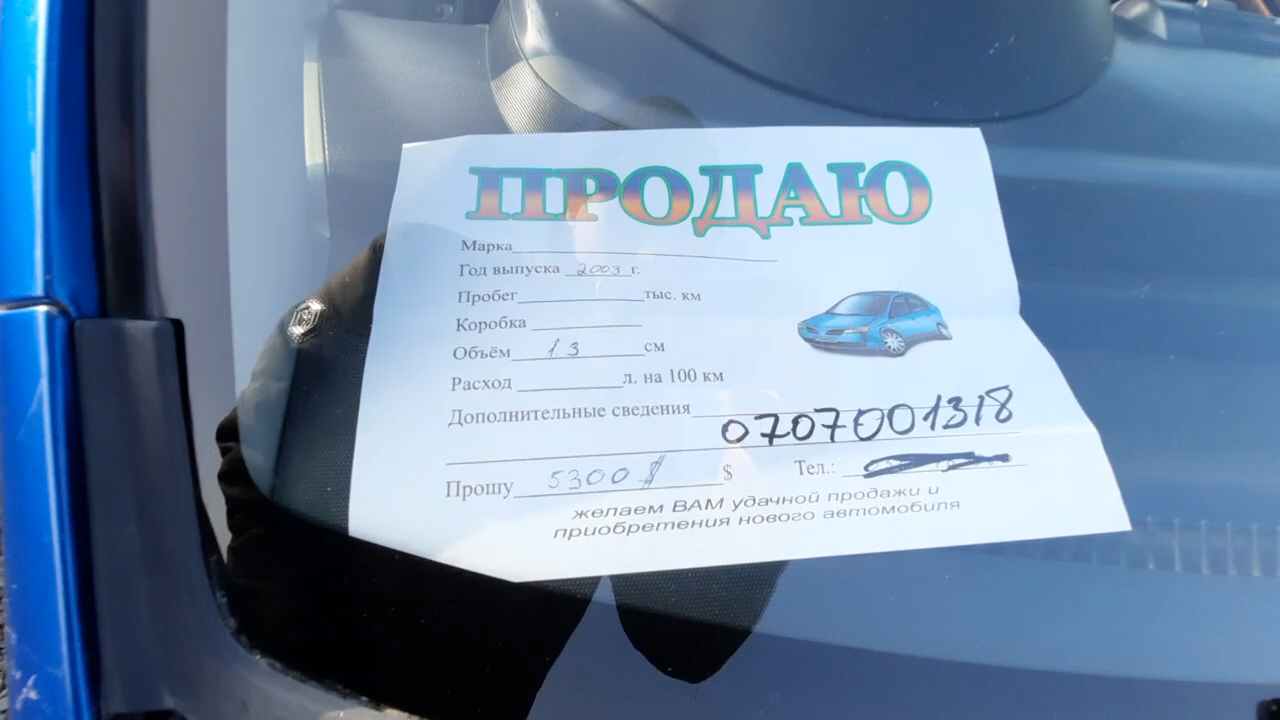 ПРОДАЮ
Марка
Год выпуска 2003 г.
Пробег тыс. км
Коробка
Объём 1.3 см
Расход л. на 100 км
Дополнительные сведения
0707001318
Прошу 5300$ $ Тел.:
желаем ВАМ удачной продажи и
приобретения нового автомобиля